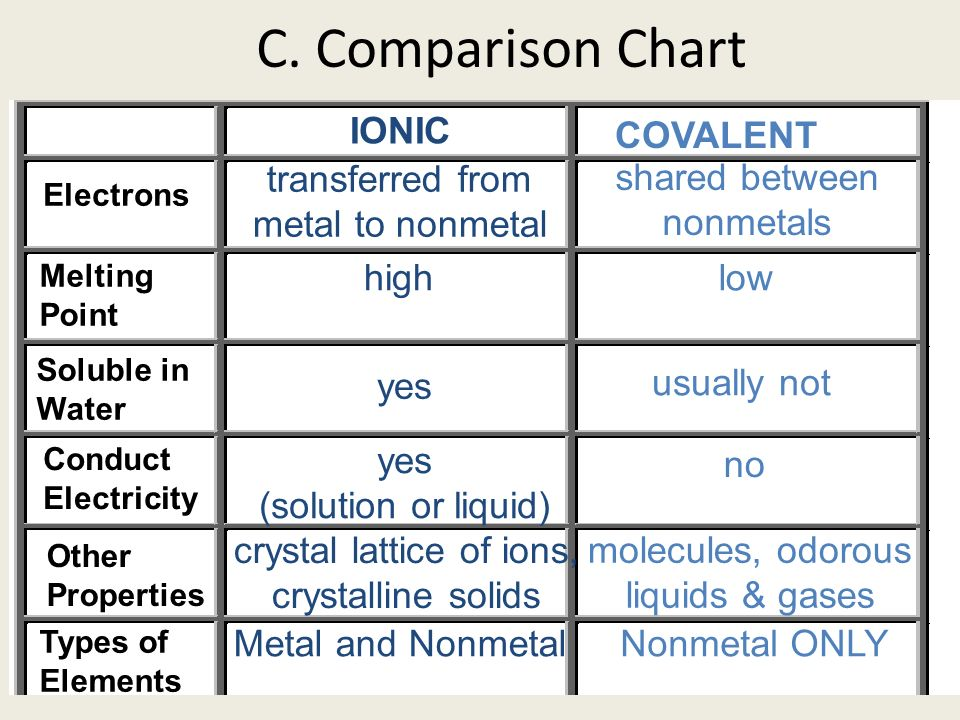 C. Comparison Chart
IONIC
COVALENT
Electrons
transferred from
metal to nonmetal
shared between
nonmetals
Melting
Point
high
low
Soluble in
Water
yes
usually not
Conduct
Electricity
yes
(solution or liquid)
no
Other
Properties
crystal lattice of ions,
crystalline solids
molecules, odorous
liquids & gases
Types of
Elements
Metal and Nonmetal
Nonmetal ONLY